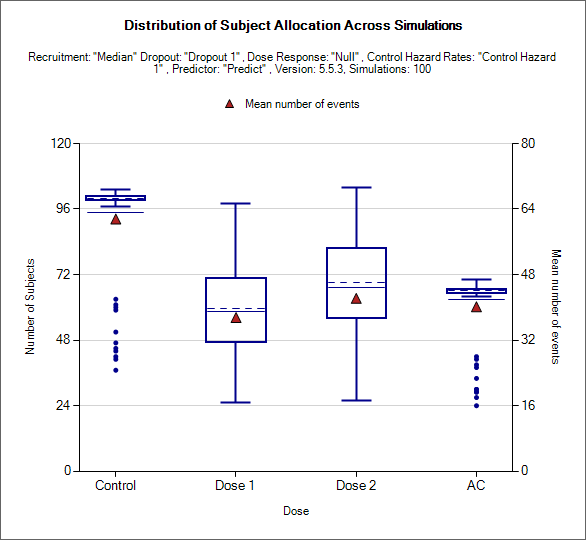 Distribution of Subject Allocation Across Simulations
Recruitment: "Median" Dropout: "Dropout 1" , Dose Response: "Null" , Control Hazard Rates: "Control Hazard
1" , Predictor: "Predict" , Version: 5.5.3, Simulations: 100
Mean number of events
120
96
72
48
24
0
Number of Subjects
80
64
48
32
16
0
Mean number of events
Control
Dose 1
Dose 2
AC
Dose